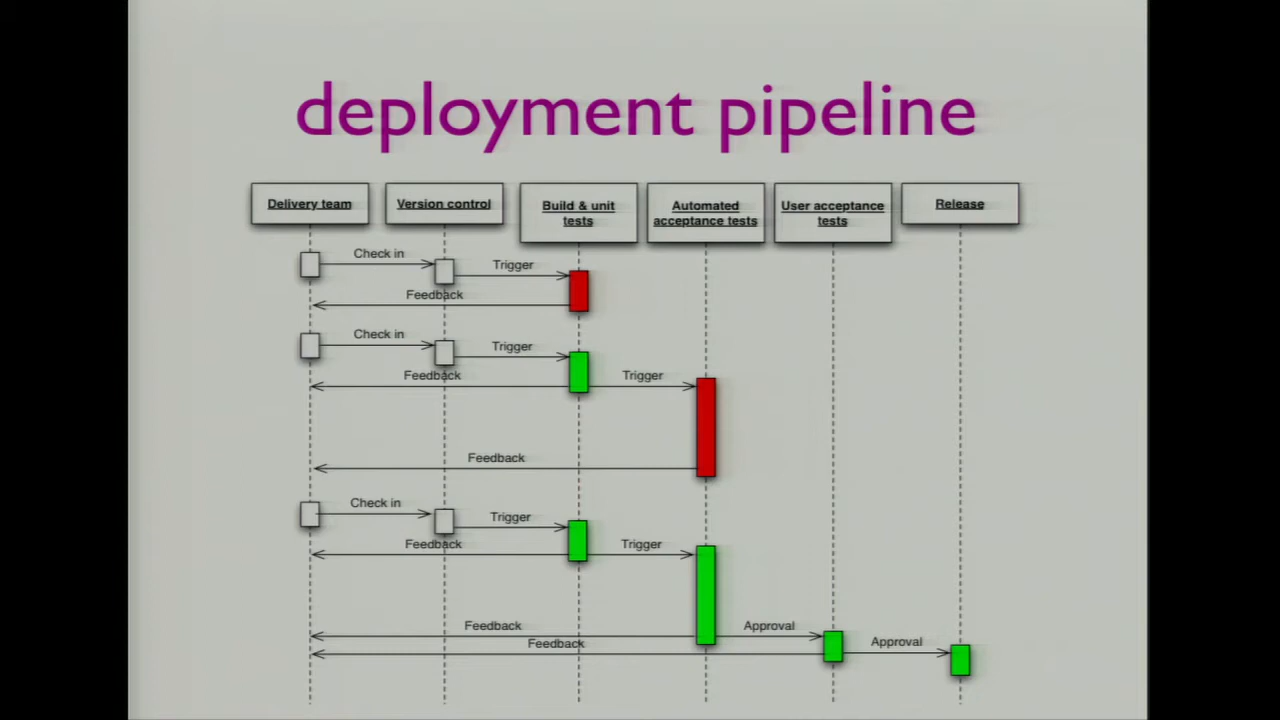 deployment pipeline
Delivery team
Version control
Build & unit
tests
Automated
acceptance tests
User acceptance
tests
Release
Check in
Trigger
Feedback
Check in
Trigger
Feedback
Trigger
Feedback
Check in
Trigger
Feedback
Trigger
Feedback
Approval
Feedback
Approval